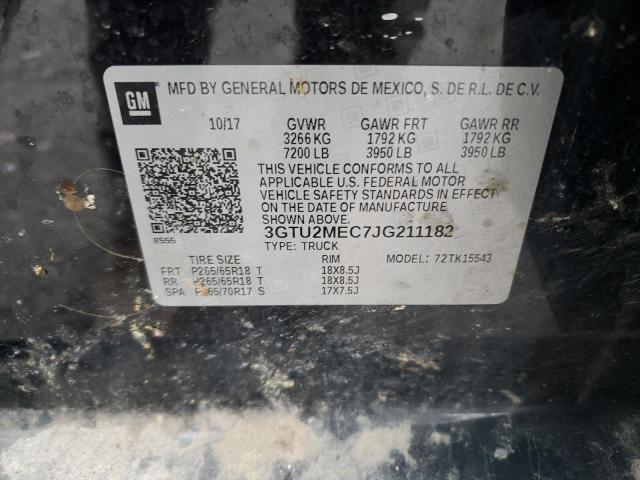 GM
MFD BY GENERAL MOTORS DE MEXICO, S. DE R.L. DE C.V.
10/17 GVWR GAWR FRT GAWR RR
3266 KG 1792 KG 1792 KG
7200 LB 3950 LB 3950 LB
THIS VEHICLE CONFORMS TO ALL
APPLICABLE U.S. FEDERAL MOTOR
VEHICLE SAFETY STANDARDS IN EFFECT
ON THE DATE OF MANUFACTURE
SHOWN ABOVE.
3GTU2MEC7JG211182
8555
TYPE: TRUCK MODEL: 72TK15543
TIRE SIZE RIM
FRT P265/65R18 T 18X8.5J
RR P265/65R18 T 18X8.5J
SPA P265/70R17 S 17X7.5J